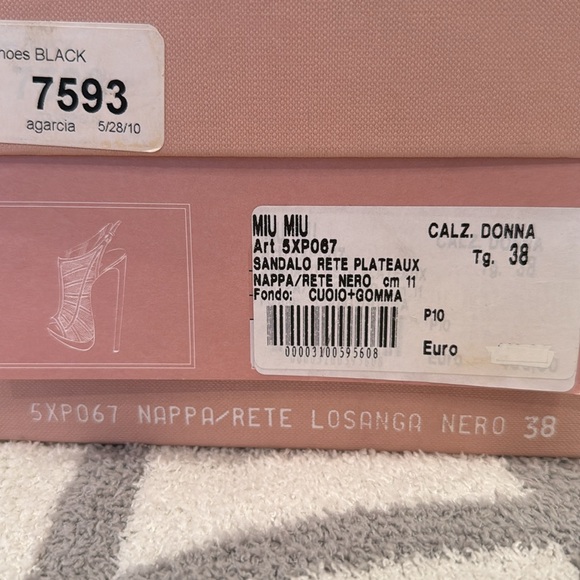 hoes BLACK
7593
agarcia 5/28/10
MIU MIU
CALZ. DONNA
Art 5XP067
Tg. 38
SANDALO RETE PLATEAUX
NAPPA/RETE NERO cm 11
Fondo: CUOIO+GOMMA
P10
00003100595608
Euro
5XP067 NAPPA/RETE LOSANGA NERO 38